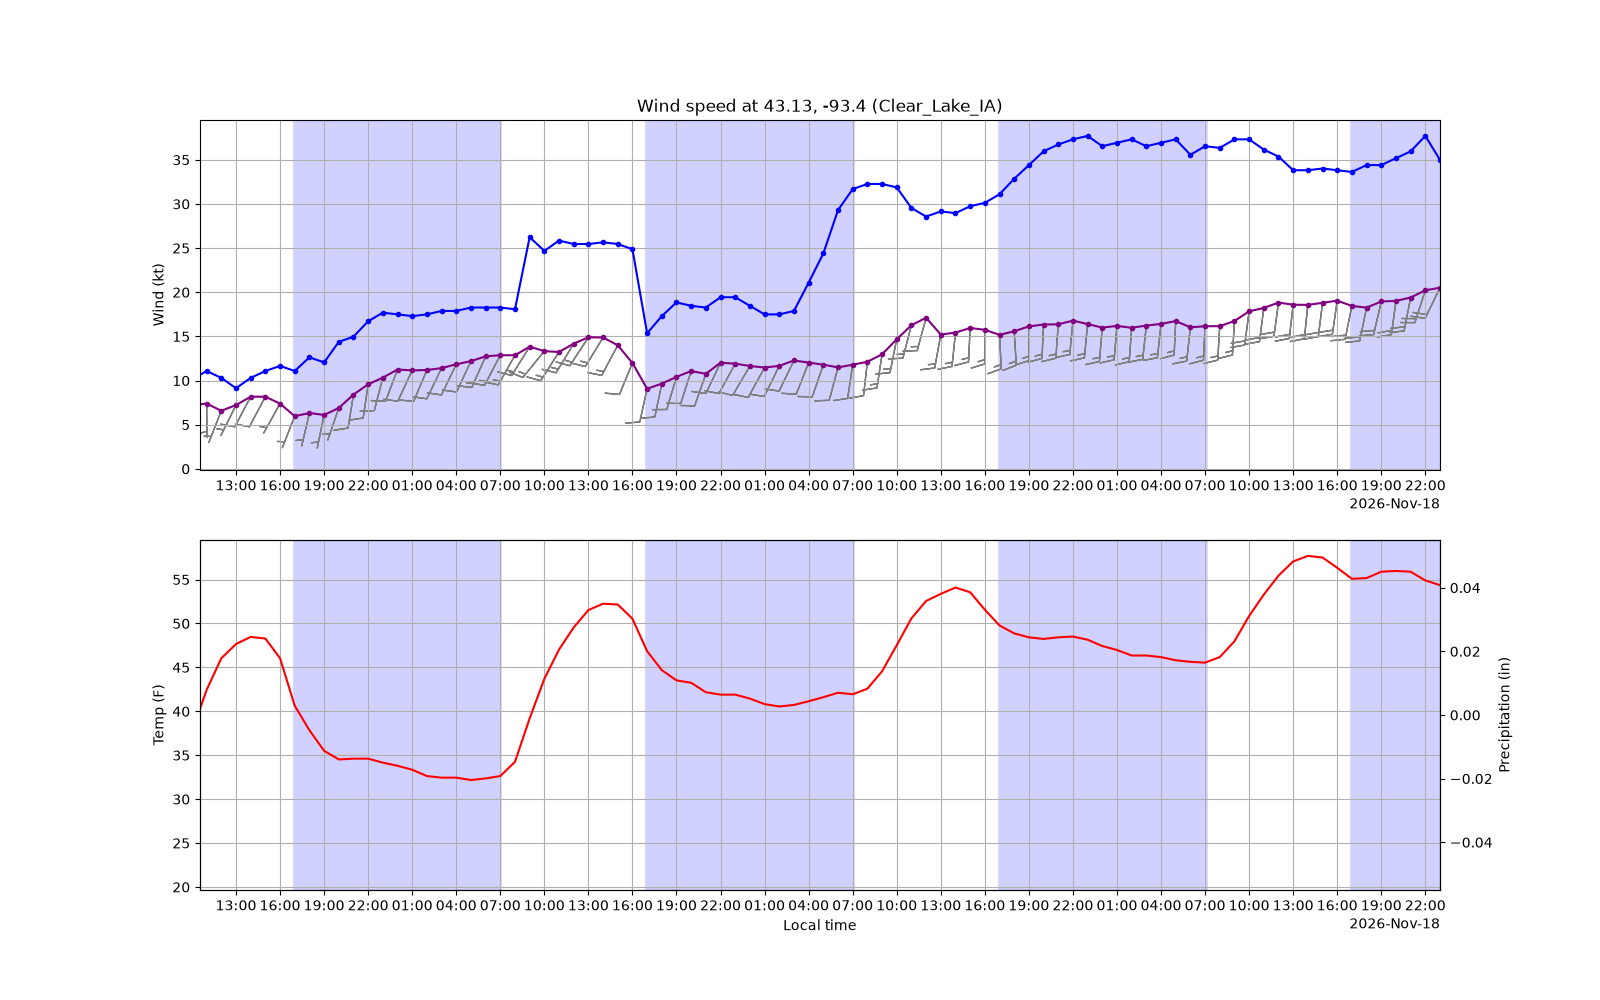 Wind speed at 43.13, -93.4 (Clear_Lake_IA)
Wind (kt)
35
30
25
20
15
10
5
0
13:00 16:00 19:00 22:00 01:00 04:00 07:00 10:00 13:00 16:00 19:00 22:00 01:00 04:00 07:00 10:00 13:00 16:00 19:00 22:00 01:00 04:00 07:00 10:00 13:00 16:00 19:00 22:00
2026-Nov-18
Temp (F)
55
50
45
40
35
30
25
20
0.04
0.02
0.00
−0.02
−0.04
Precipitation (in)
13:00 16:00 19:00 22:00 01:00 04:00 07:00 10:00 13:00 16:00 19:00 22:00 01:00 04:00 07:00 10:00 13:00 16:00 19:00 22:00 01:00 04:00 07:00 10:00 13:00 16:00 19:00 22:00
Local time
2026-Nov-18